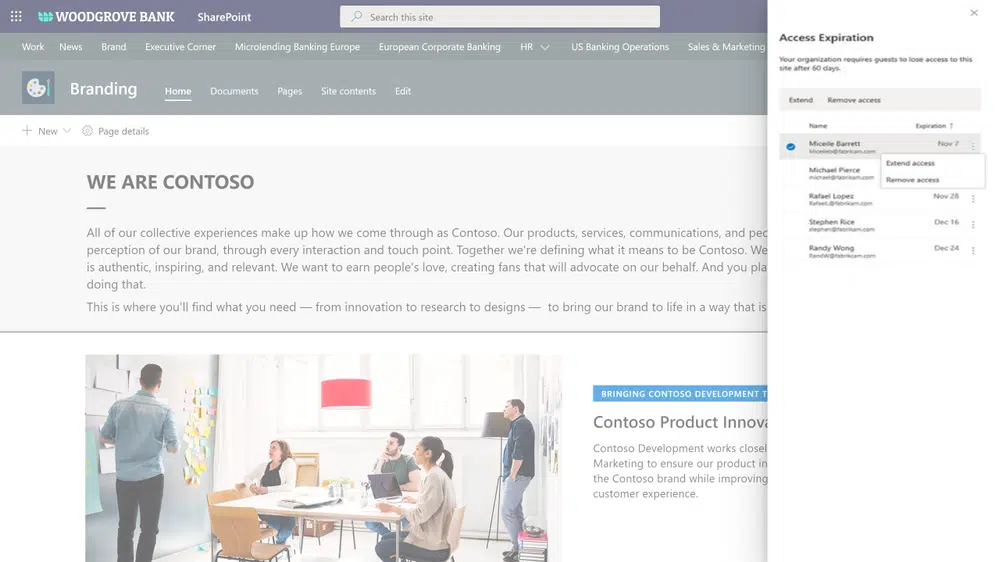 WOODGROVE BANK SharePoint Search this site
Work News Brand Executive Corner Microlending Banking Europe European Corporate Banking HR US Banking Operations Sales & Marketing
Branding Home Documents Pages Site contents Edit
New Page details
WE ARE CONTOSO
All of our collective experiences make up how we come through as Contoso. Our products, services, communications, and
perception of our brand, through every interaction and touch point. Together we're defining what it means to be Contoso. We
is authentic, inspiring, and relevant. We want to earn people's love, creating fans that will advocate on our behalf. And you
doing that.
This is where you'll find what you need — from innovation to research to designs — to bring our brand to life in a way that is
BRINGING CONTOSO DEVELOPMENT
Contoso Product
Contoso Development works
Marketing to ensure our product
the Contoso brand while improving
customer experience.
Access Expiration
Your organization requires guests to lose access to this
site after 60 days.
Extend Remove access
Name Expiration ↑
Miceile Barrett Nov 7
Miceileb@fabrikam.com
Extend access
Michael Pierce
michael@fabrikam.com
Remove access
Rafael Lopez Nov 28
RafaelL@fabrikam.com
Stephen Rice Dec 16
stephen@fabrikam.com
Randy Wong Dec 24
RandW@fabrikam.com